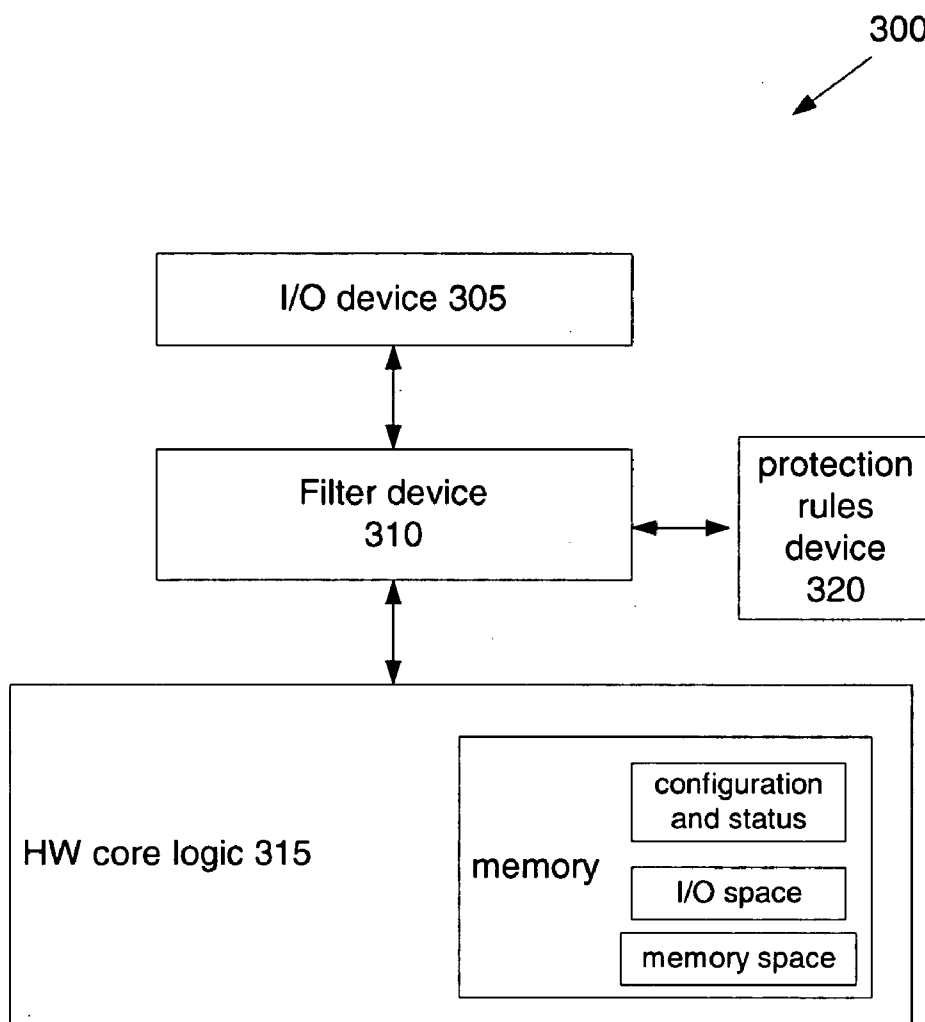 300
I/O device 305
Filter device
310
protection
rules
device
320
HW core logic 315
memory
configuration
and status
I/O space
memory space